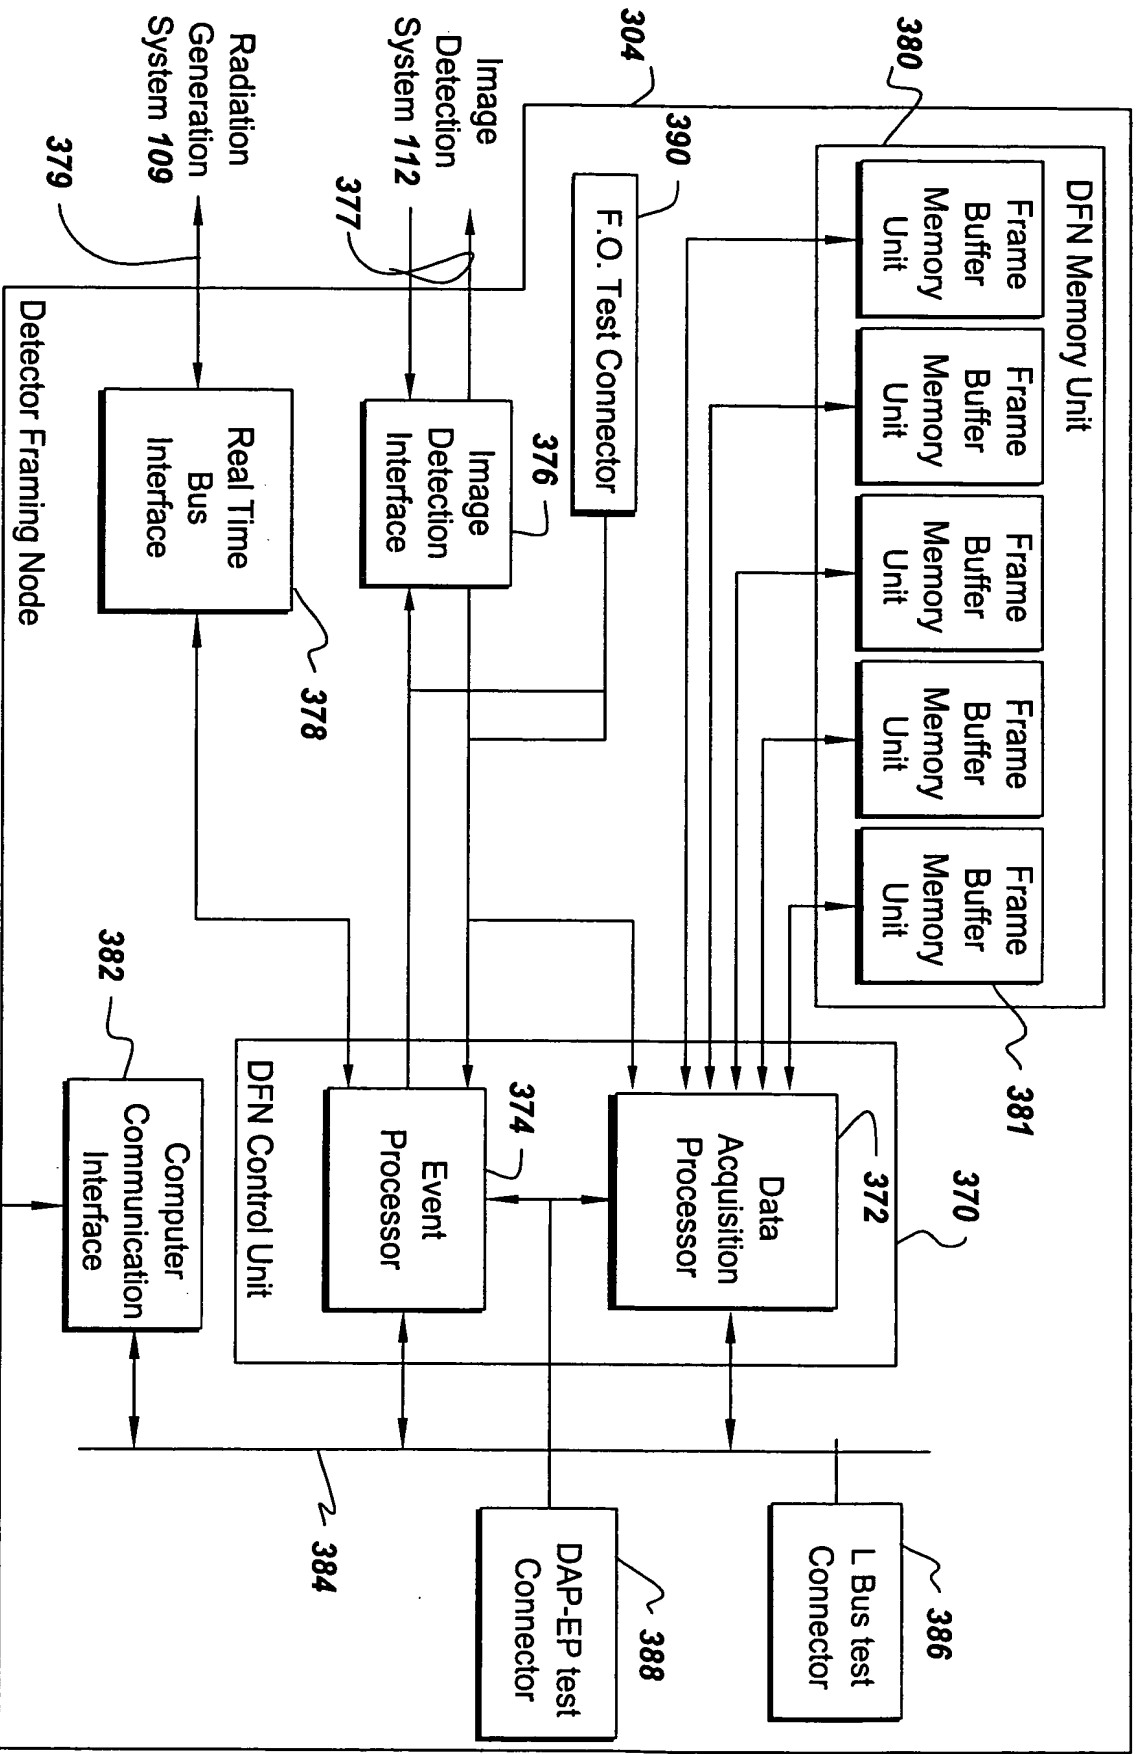 304
380
DFN Memory Unit
Frame
Buffer
Memory
Unit
Frame
Buffer
Memory
Unit
Frame
Buffer
Memory
Unit
Frame
Buffer
Memory
Unit
Frame
Buffer
Memory
Unit
381
390
F.O. Test Connector
Image
Detection
System 112
377
Image
Detection
Interface
376
Radiation
Generation
System 109
379
Real Time
Bus
Interface
378
Detector Framing Node
370
372
Data
Acquisition
Processor
374
Event
Processor
DFN Control Unit
382
Computer
Communication
Interface
384
L Bus test
Connector
386
DAP-EP test
Connector
388